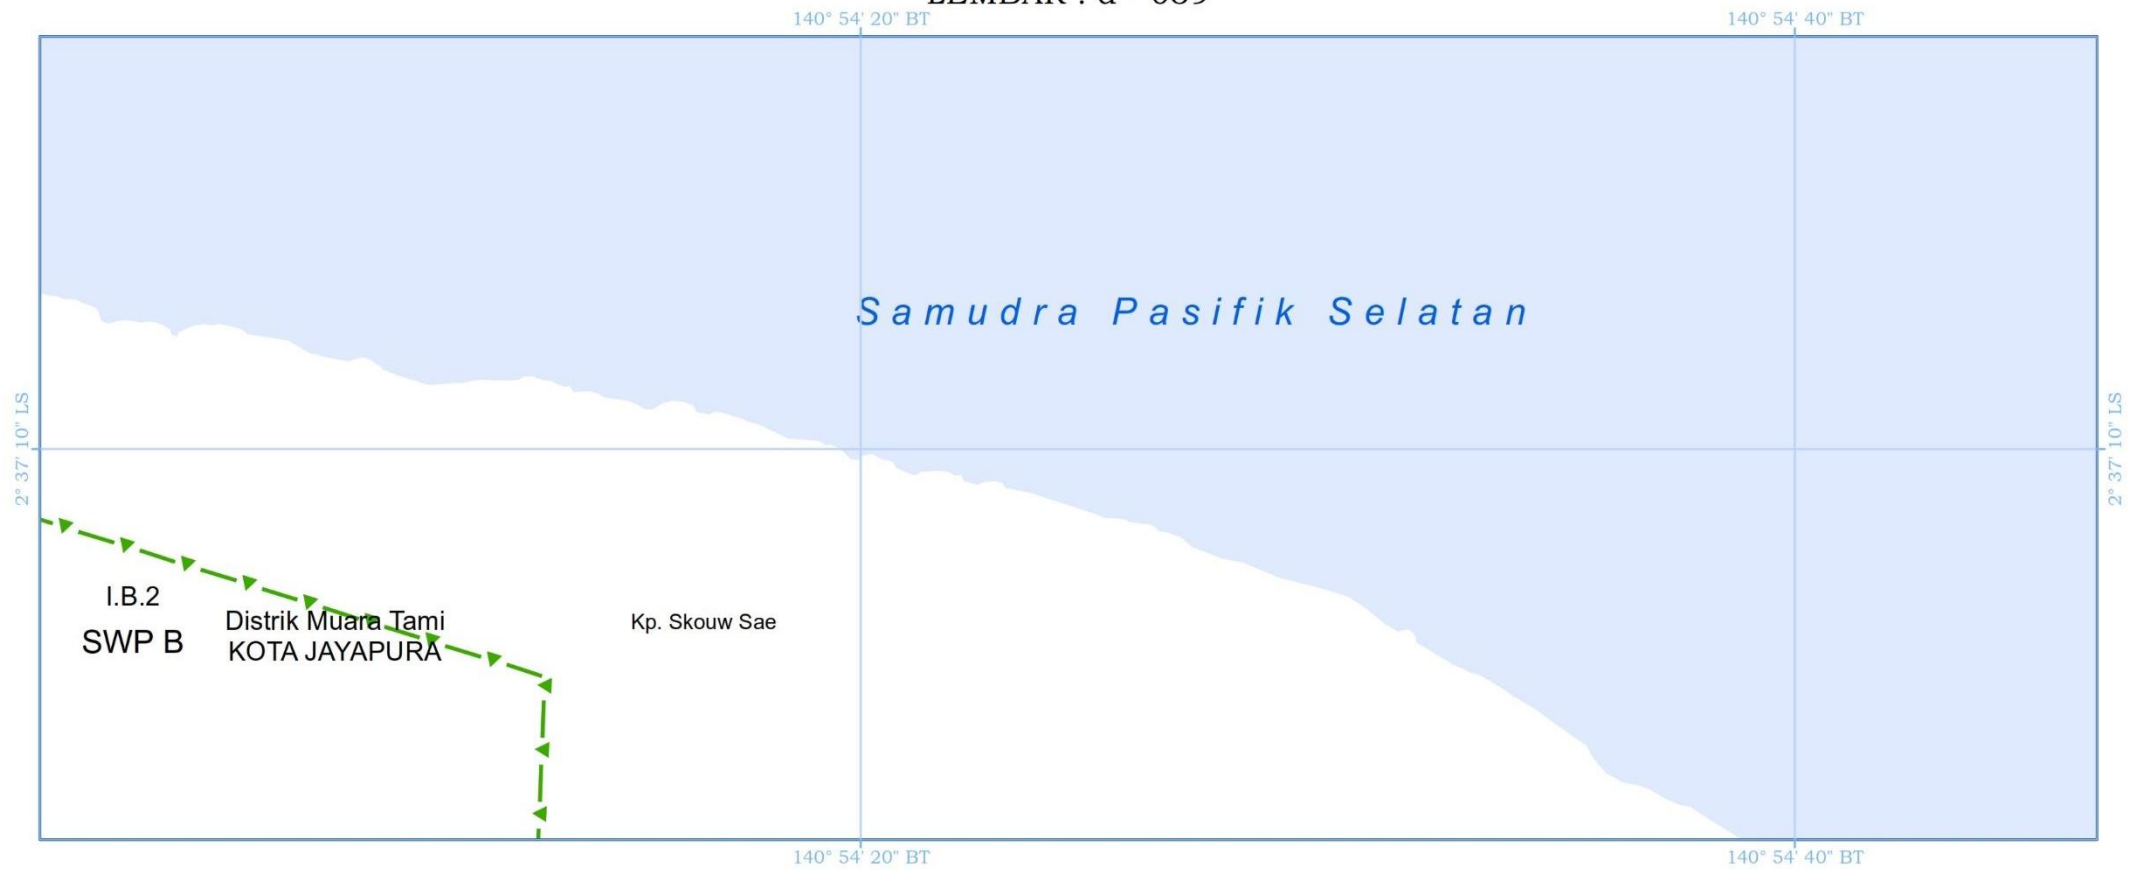 140° 54' 20" BT
140° 54' 40" BT
Samudra Pasifik Selatan
2° 37' 10" LS
2° 37' 10" LS
I.B.2
SWP B
Distrik Muara Tami
KOTA JAYAPURA
Kp. Skouw Sae
140° 54' 20" BT
140° 54' 40" BT